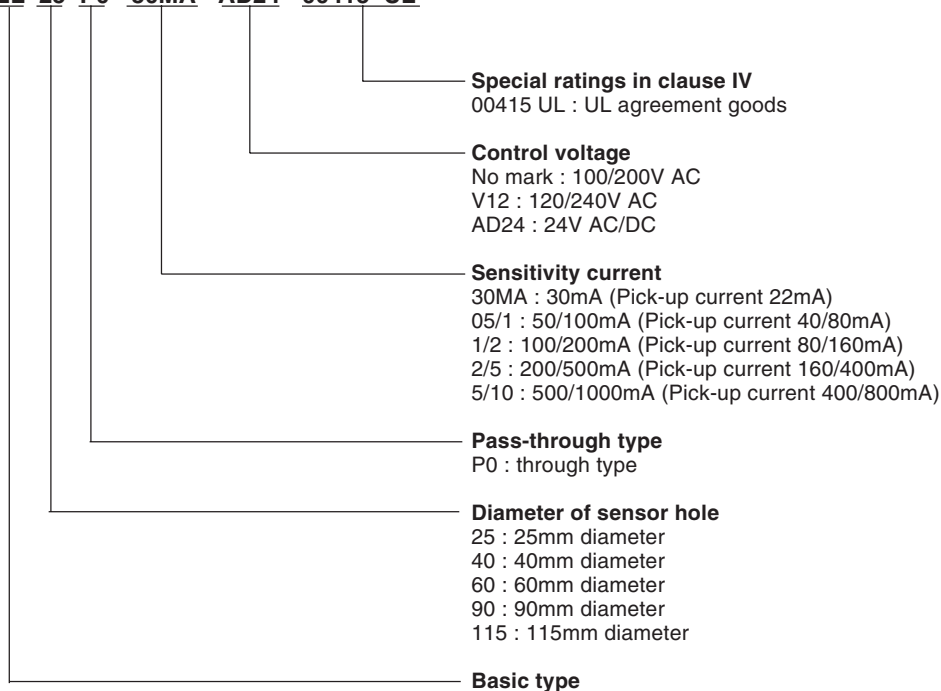 Special ratings in clause IV
00415 UL : UL agreement goods
Control voltage
No mark : 100/200V AC
V12 : 120/240V AC
AD24 : 24V AC/DC
Sensitivity current
30MA : 30mA (Pick-up current 22mA)
05/1 : 50/100mA (Pick-up current 40/80mA)
1/2 : 100/200mA (Pick-up current 80/160mA)
2/5 : 200/500mA (Pick-up current 160/400mA)
5/10 : 500/1000mA (Pick-up current 400/800mA)
Pass-through type
P0 : through type
Diameter of sensor hole
25 : 25mm diameter
40 : 40mm diameter
60 : 60mm diameter
90 : 90mm diameter
115 : 115mm diameter
Basic type